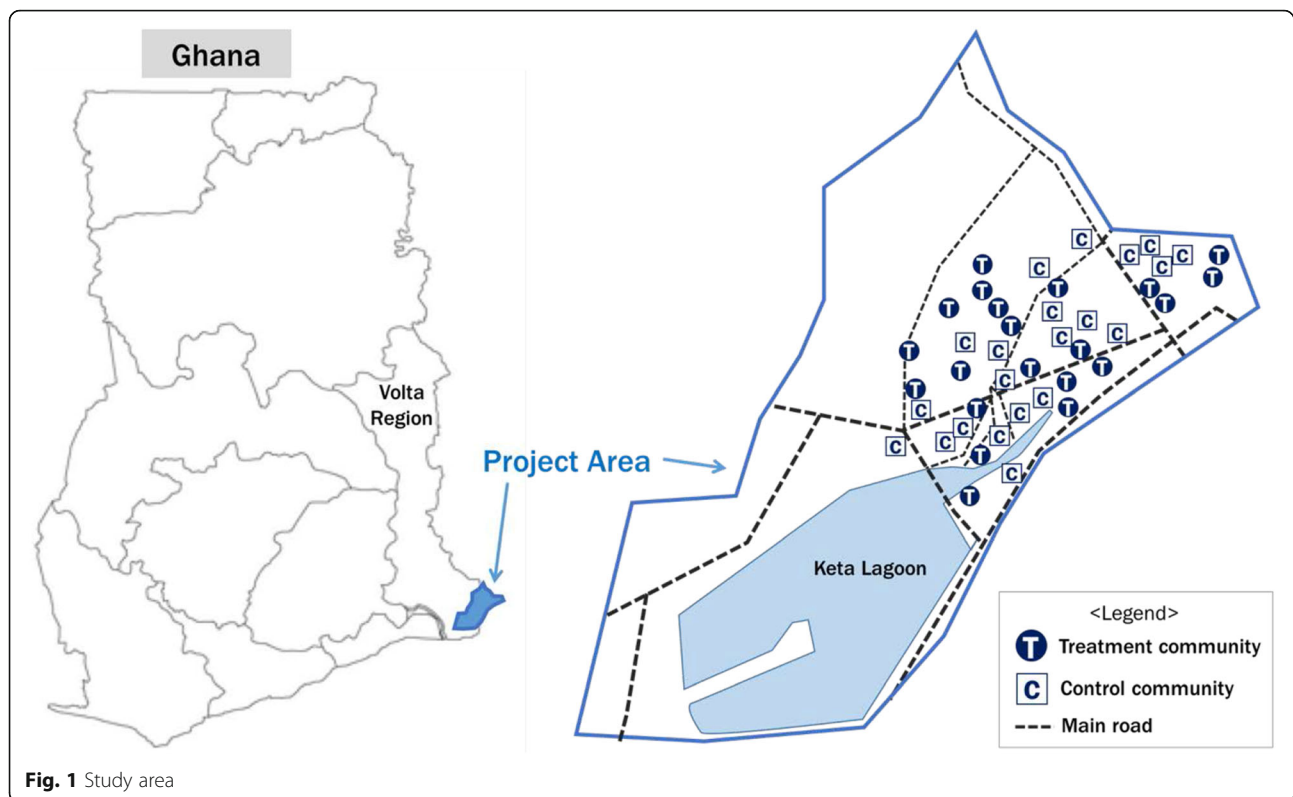 Ghana
Volta
Region
Project Area
C
C
C
C
T
T
C
C
T
T
T
T
T
T
T
C
C
T
C
C
C
T
C
T
T
T
T
C
T
T
C
C
T
C
T
C
C
C
C
T
C
T
Keta Lagoon
<Legend>
T Treatment community
C Control community
Main road
Fig. 1 Study area